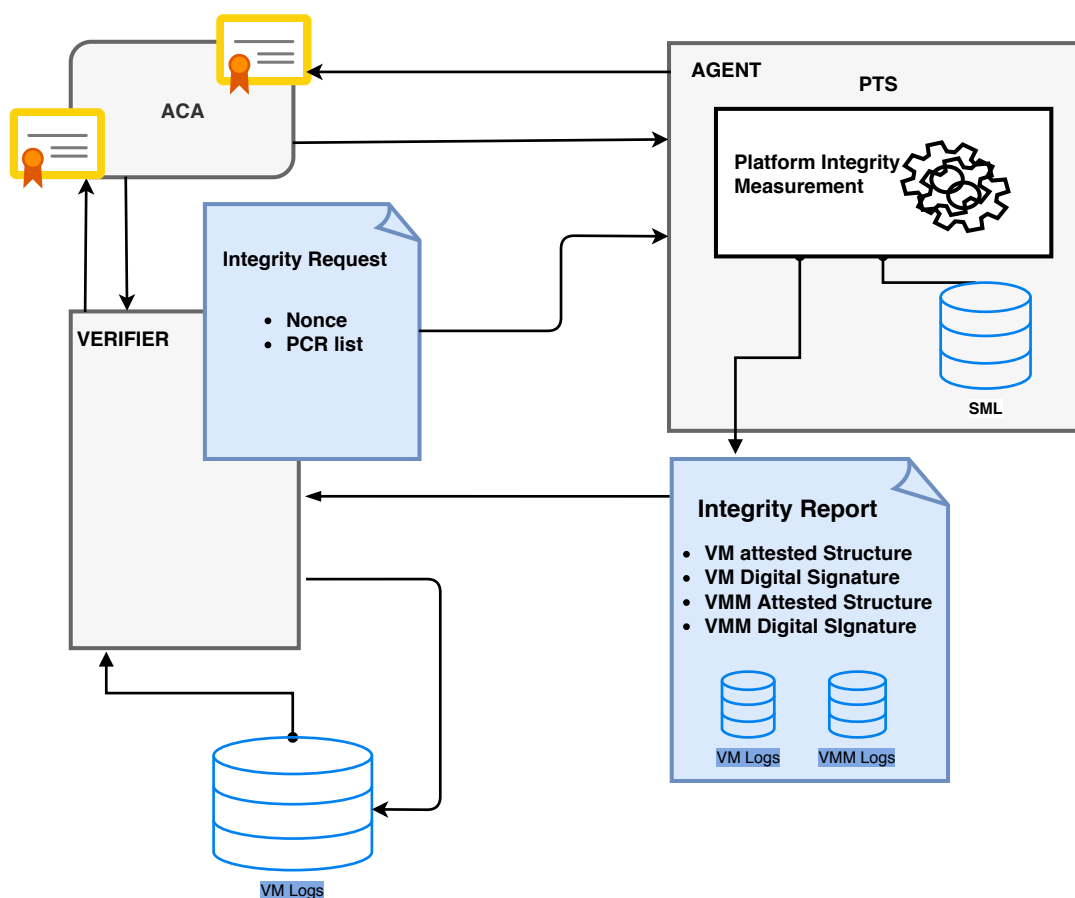 ACA
AGENT
PTS
Platform Integrity
Measurement
SML
Integrity Request
• Nonce
• PCR list
VERIFIER
Integrity Report
• VM attested Structure
• VM Digital Signature
• VMM Attested Structure
• VMM Digital SIgnature
VM Logs
VMM Logs
VM Logs